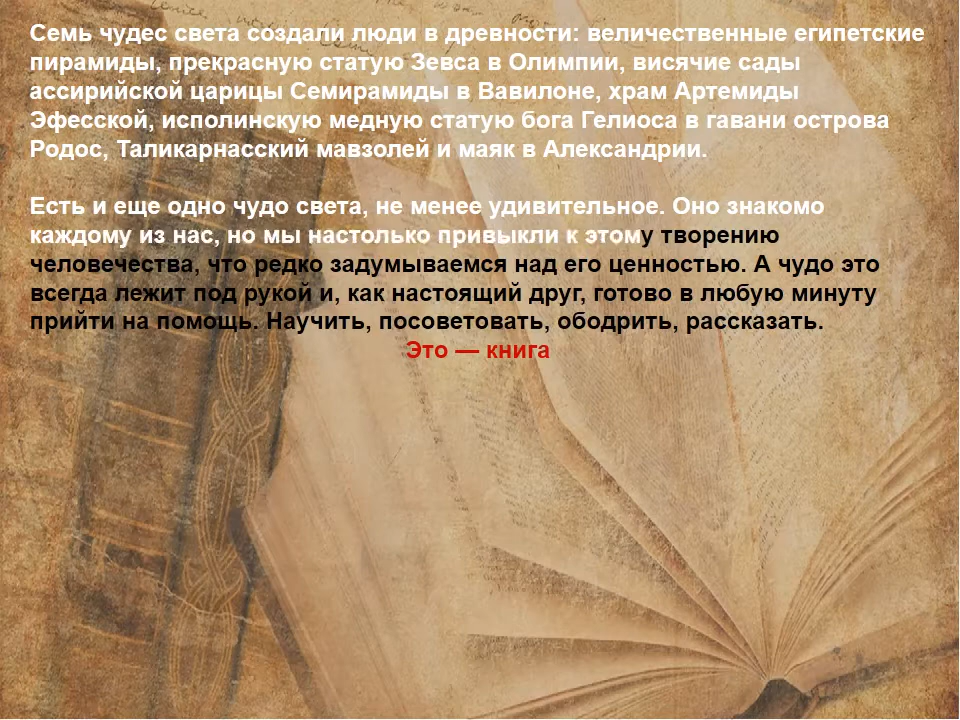 Семь чудес света создали люди в древности: величественные египетские
пирамиды, прекрасную статую Зевса в Олимпии, висячие сады
ассирийской царицы Семирамиды в Вавилоне, храм Артемиды
Эфесской, исполинскую медную статую бога Гелиоса в гавани острова
Родос, Таликарнасский мавзолей и маяк в Александрии.
Есть и еще одно чудо света, не менее удивительное. Оно знакомо
каждому из нас, но мы настолько привыкли к этому творению
человечества, что редко задумываемся над его ценностью. А чудо это
всегда лежит под рукой и, как настоящий друг, готово в любую минуту
прийти на помощь. Научить, посоветовать, ободрить, рассказать.
Это — книга